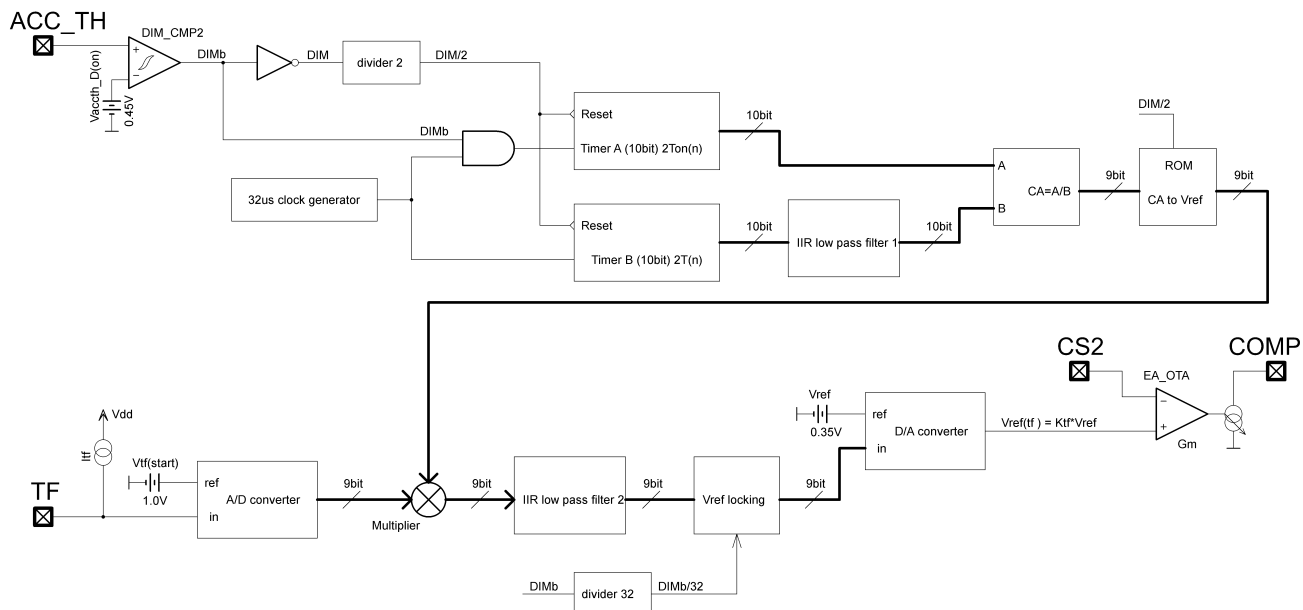 ACC_TH
DIM_CMP2
DIMb
DIM
divider 2
DIM/2
Vaccth_D(on)
0.45V
+
−
DIMb
Reset
Timer A (10bit) 2Ton(n)
10bit
32us clock generator
Reset
Timer B (10bit) 2T(n)
10bit
IIR low pass filter 1
10bit
A
B
CA=A/B
9bit
DIM/2
ROM
CA to Vref
9bit
CS2
COMP
EA_OTA
−
+
Gm
Vref
0.35V
ref
in
D/A converter
Vref(tf ) = Ktf*Vref
Vdd
Itf
TF
Vtf(start)
1.0V
ref
in
A/D converter
9bit
Multiplier
9bit
IIR low pass filter 2
9bit
Vref locking
9bit
DIMb
divider 32
DIMb/32